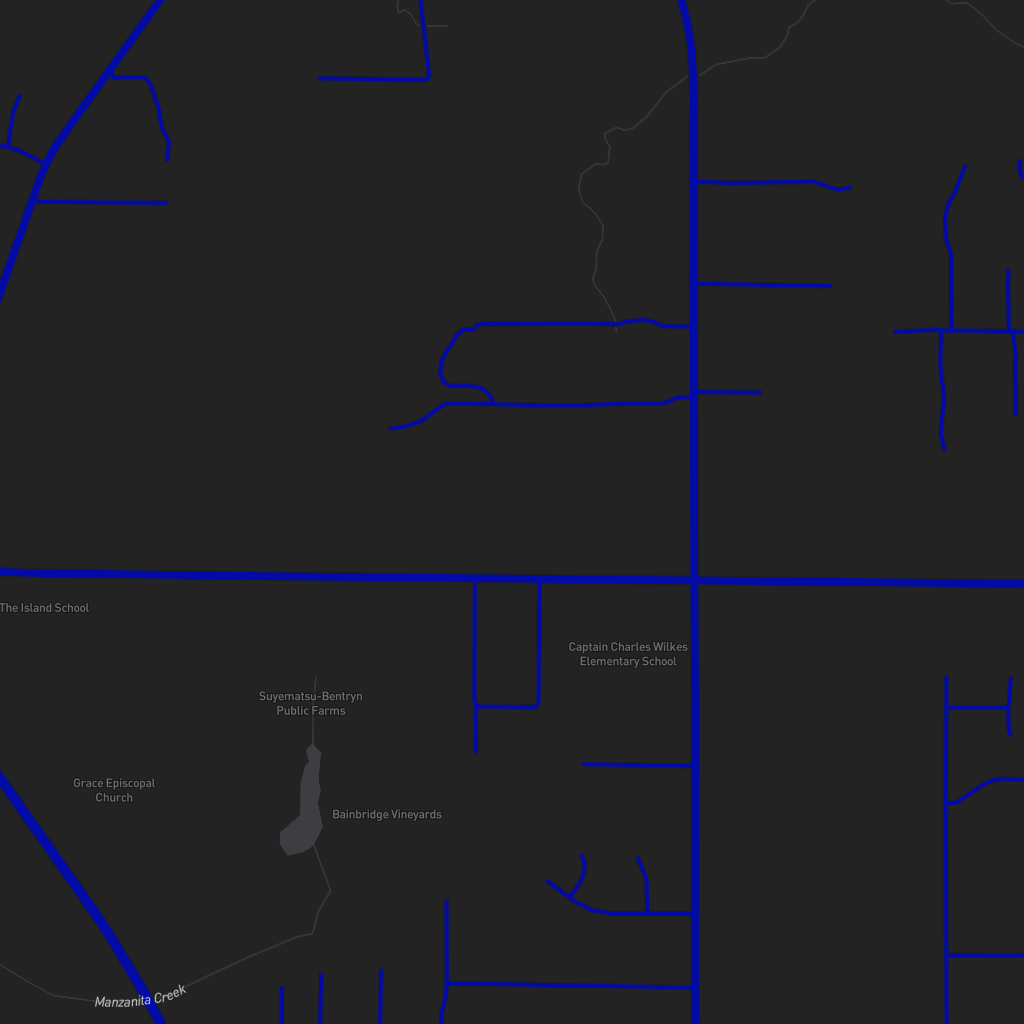 The Island School
Captain Charles Wilkes
Elementary School
Suyematsu-Bentryn
Public Farms
Grace Episcopal
Church
Bainbridge Vineyards
Manzanita Creek